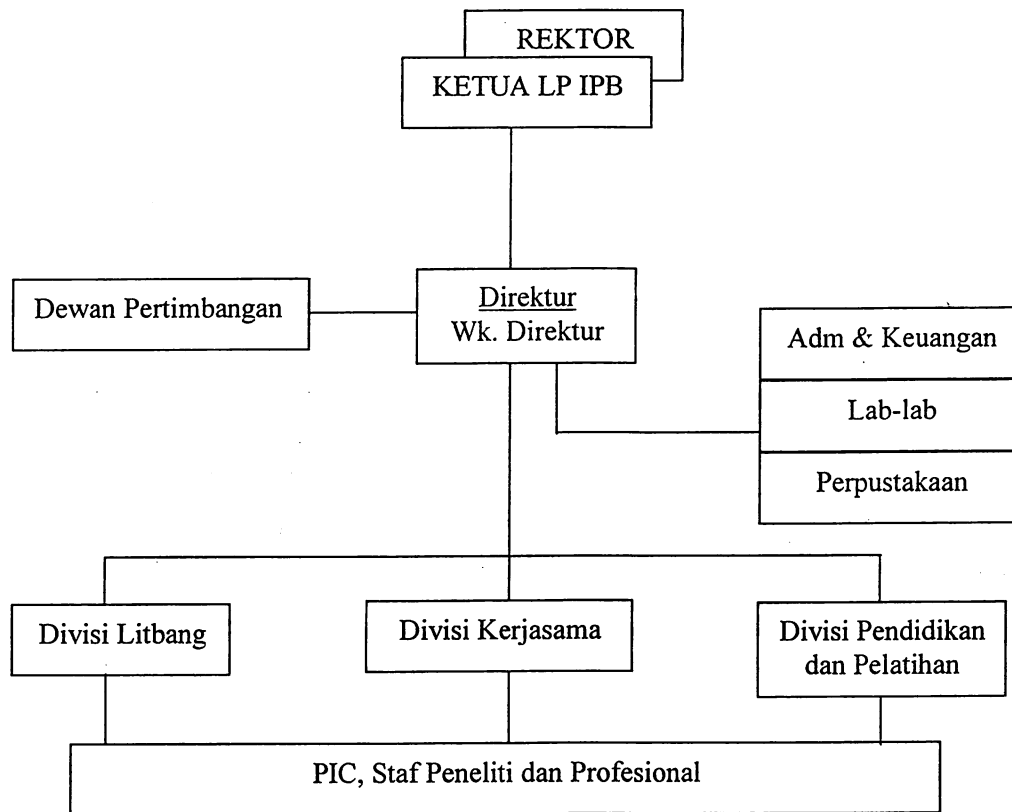 REKTOR
KETUA LP IPB
Direktur
Wk. Direktur
Dewan Pertimbangan
Adm & Keuangan
Lab-lab
Perpustakaan
Divisi Litbang
Divisi Kerjasama
Divisi Pendidikan
dan Pelatihan
PIC, Staf Peneliti dan Profesional